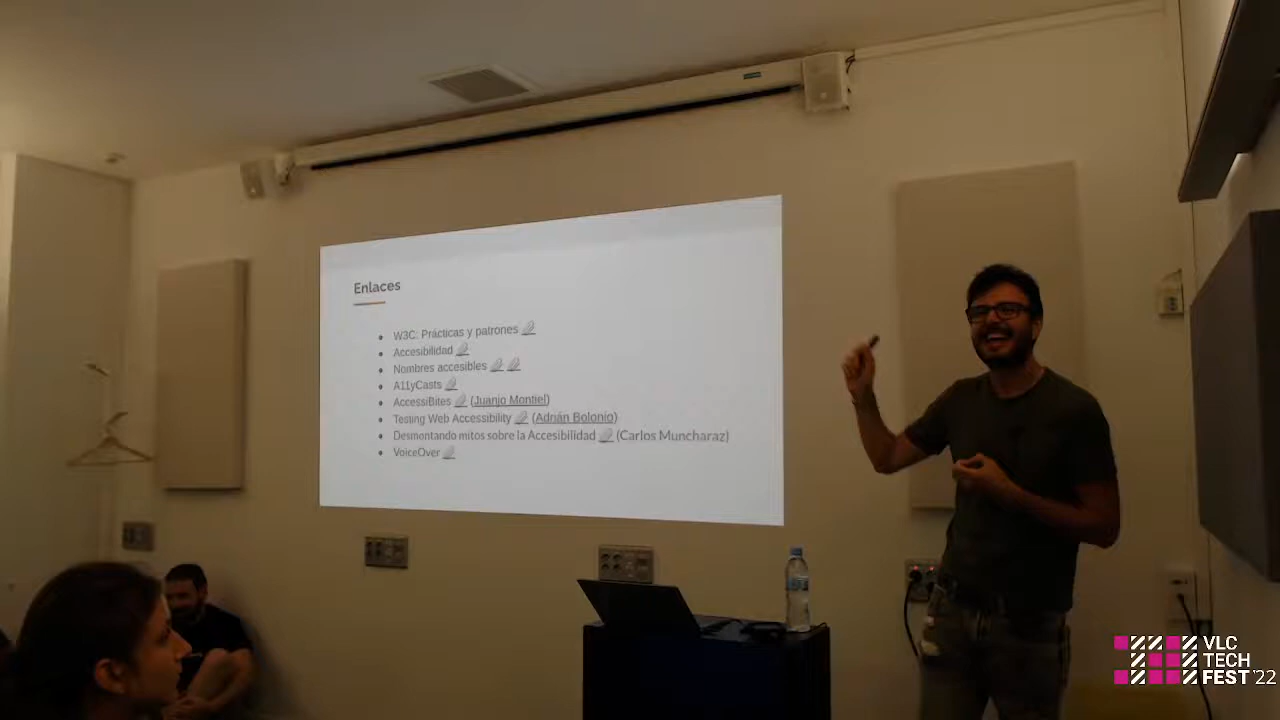 Enlaces
W3C: Prácticas y patrones
Accesibilidad
Nombres accesibles
A11yCasts
AccessiBites (Juanjo Montiel)
Testing Web Accessibility (Adrián Bolonio)
Desmontando mitos sobre la Accesibilidad (Carlos Muncharaz)
VoiceOver
VLC
TECH
FEST'22